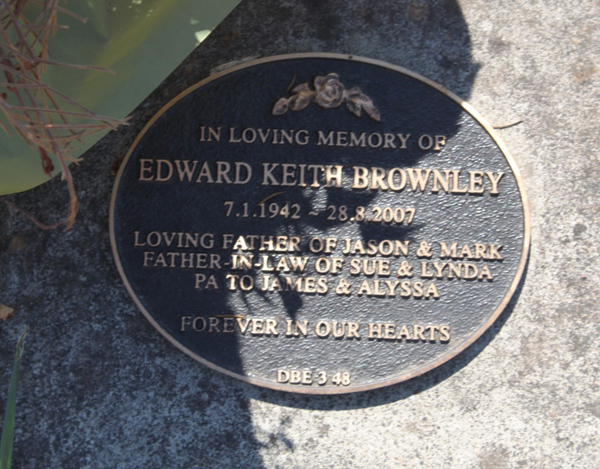 IN LOVING MEMORY OF
EDWARD KEITH BROWNLEY
7.1.1942 ~ 28.8.2007
LOVING FATHER OF JASON & MARK
FATHER-IN-LAW OF SUE & LYNDA
PA TO JAMES & ALYSSA
FOREVER IN OUR HEARTS
DBE 3 48